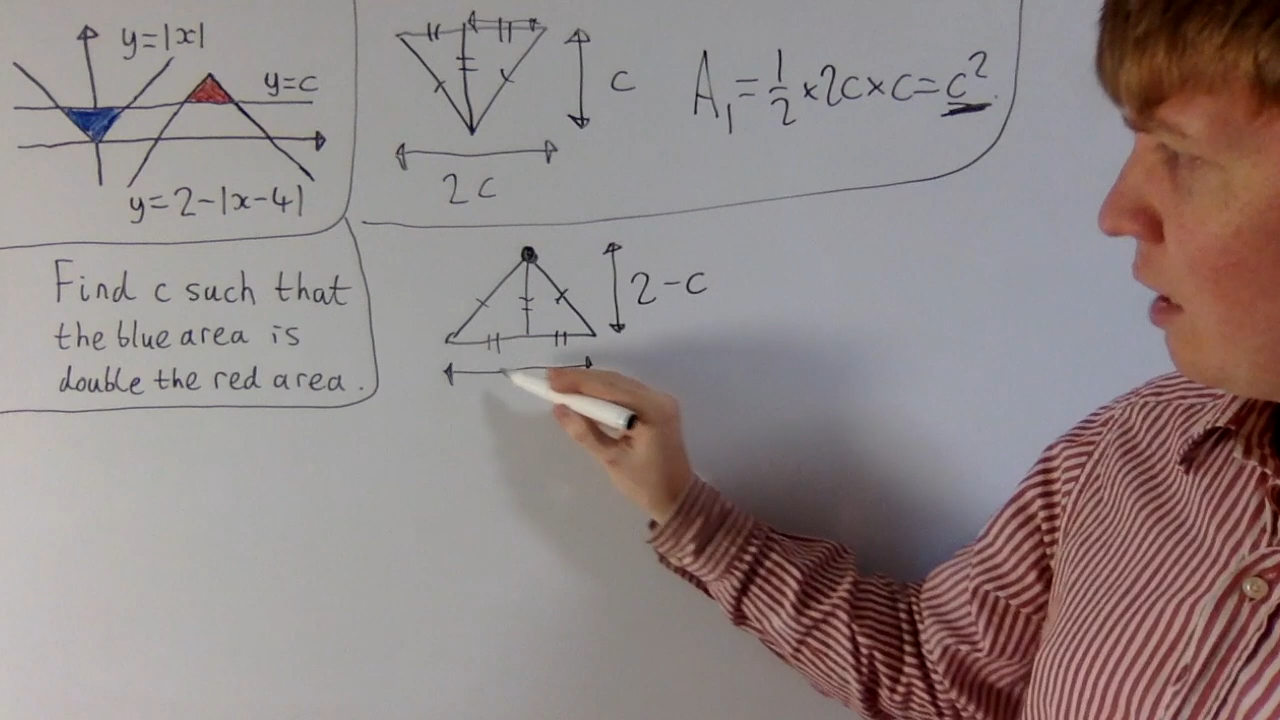 y=|x|
y=c
y=2-|x-4|
c
2c
A₁=½×2c×c=c²
Find c such that
the blue area is
double the red area.
2-c